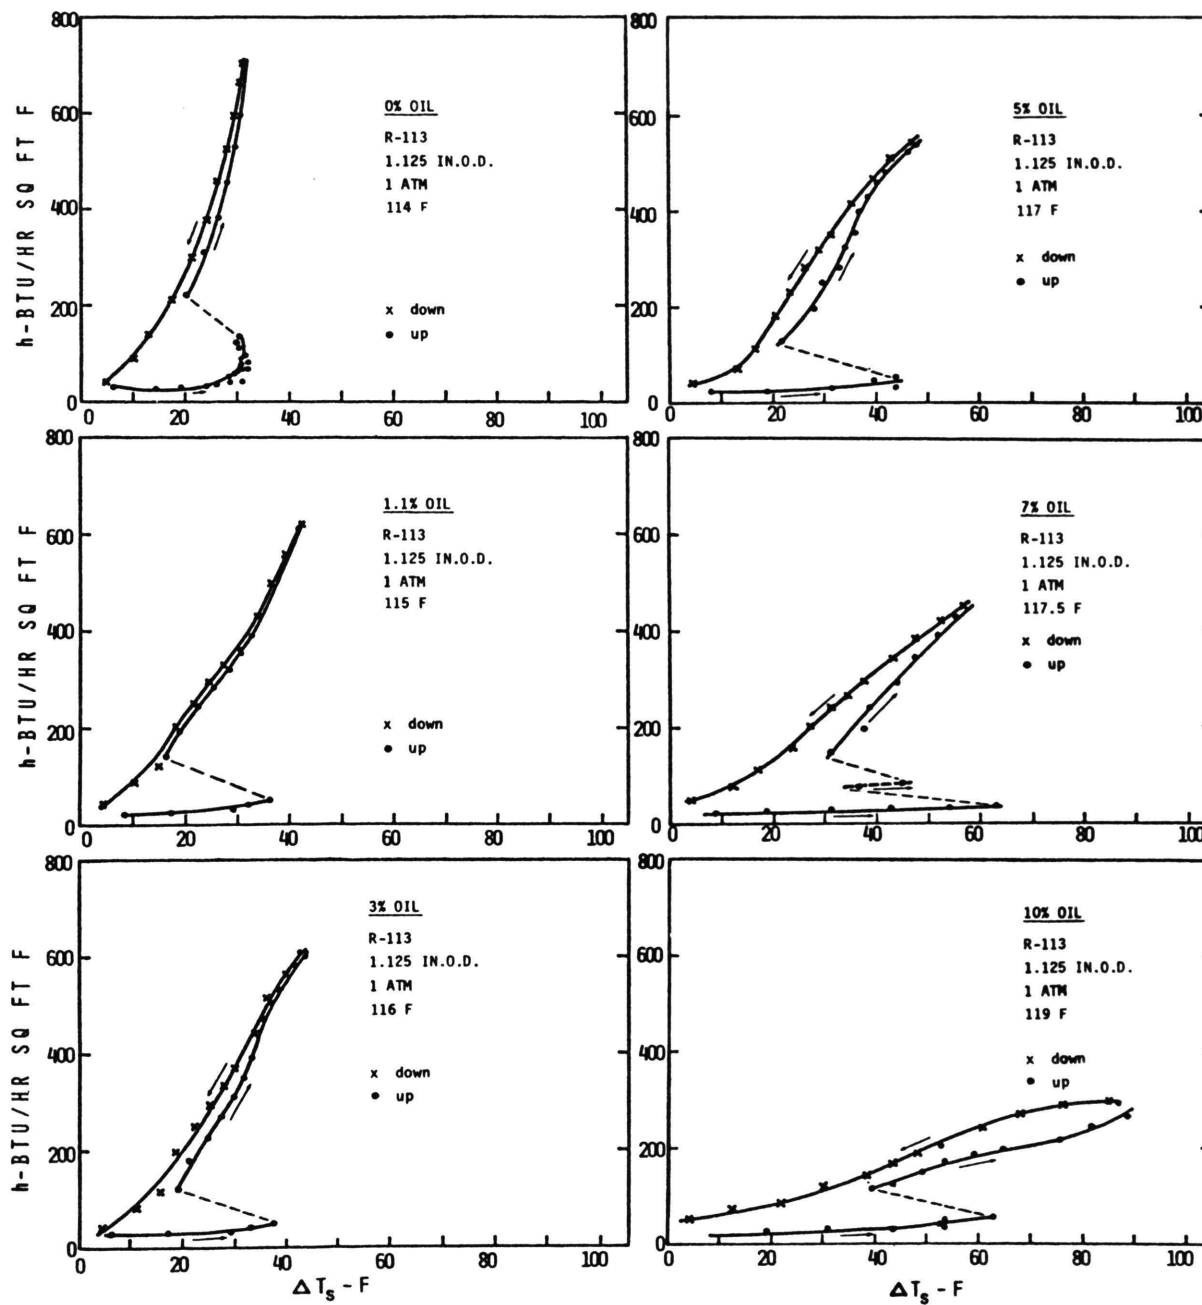 800
600
400
200
0
h-BTU/HR SQ FT F
0% OIL
R-113
1.125 IN.O.D.
1 ATM
114 F
x down
• up
0 20 40 60 80 100
800
600
400
200
0
5% OIL
R-113
1.125 IN.O.D.
1 ATM
117 F
x down
• up
0 20 40 60 80 100
800
600
400
200
0
h-BTU/HR SQ FT F
1.1% OIL
R-113
1.125 IN.O.D.
1 ATM
115 F
x down
• up
0 20 40 60 80 100
800
600
400
200
0
7% OIL
R-113
1.125 IN.O.D.
1 ATM
117.5 F
x down
• up
0 20 40 60 80 100
800
600
400
200
0
h-BTU/HR SQ FT F
3% OIL
R-113
1.125 IN.O.D.
1 ATM
116 F
x down
• up
0 20 40 60 80 100
ΔTs - F
800
600
400
200
0
10% OIL
R-113
1.125 IN.O.D.
1 ATM
119 F
x down
• up
0 20 40 60 80 100
ΔTs - F